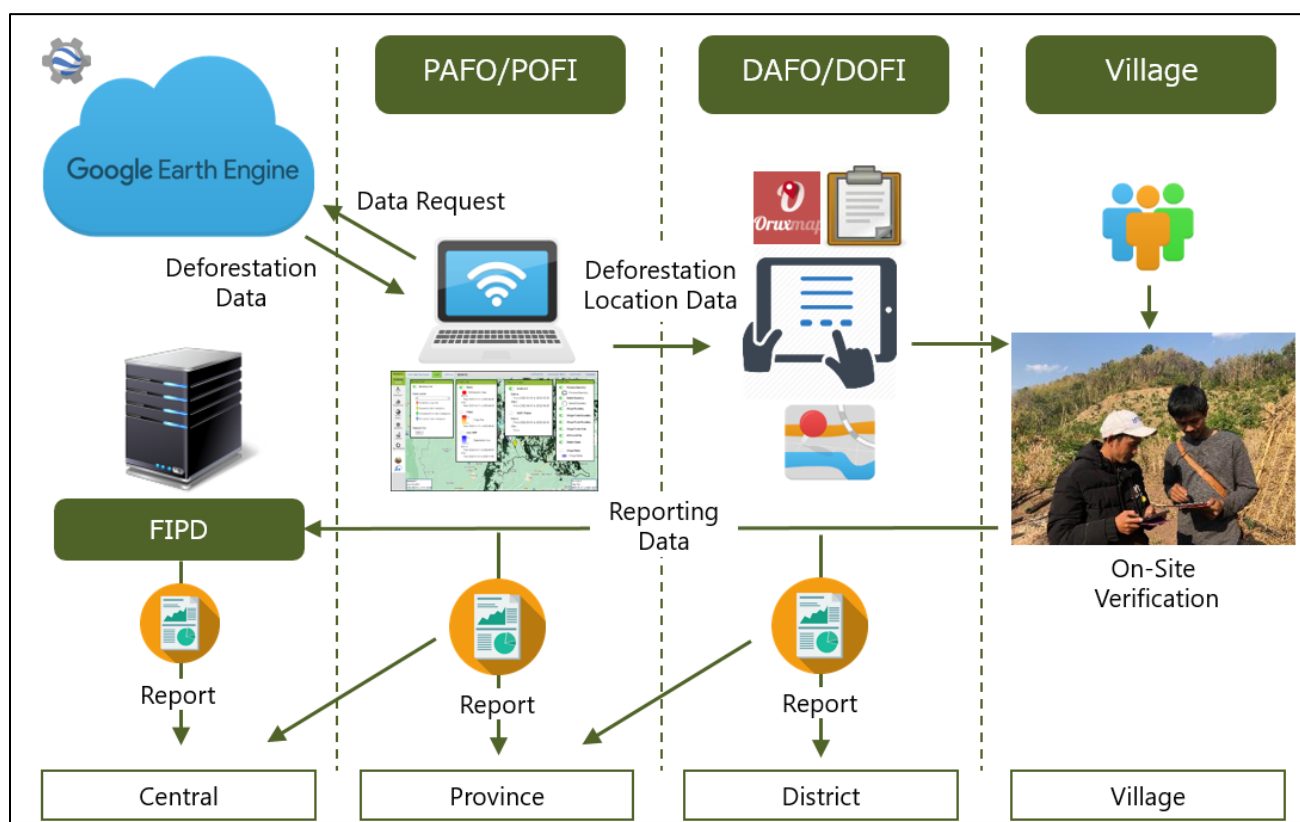 PAFO/POFI
DAFO/DOFI
Village
Google Earth Engine
Data Request
Deforestation
Data
Deforestation
Location Data
Oruxmap
FIPD
Reporting
Data
On-Site
Verification
Report
Report
Report
Central
Province
District
Village